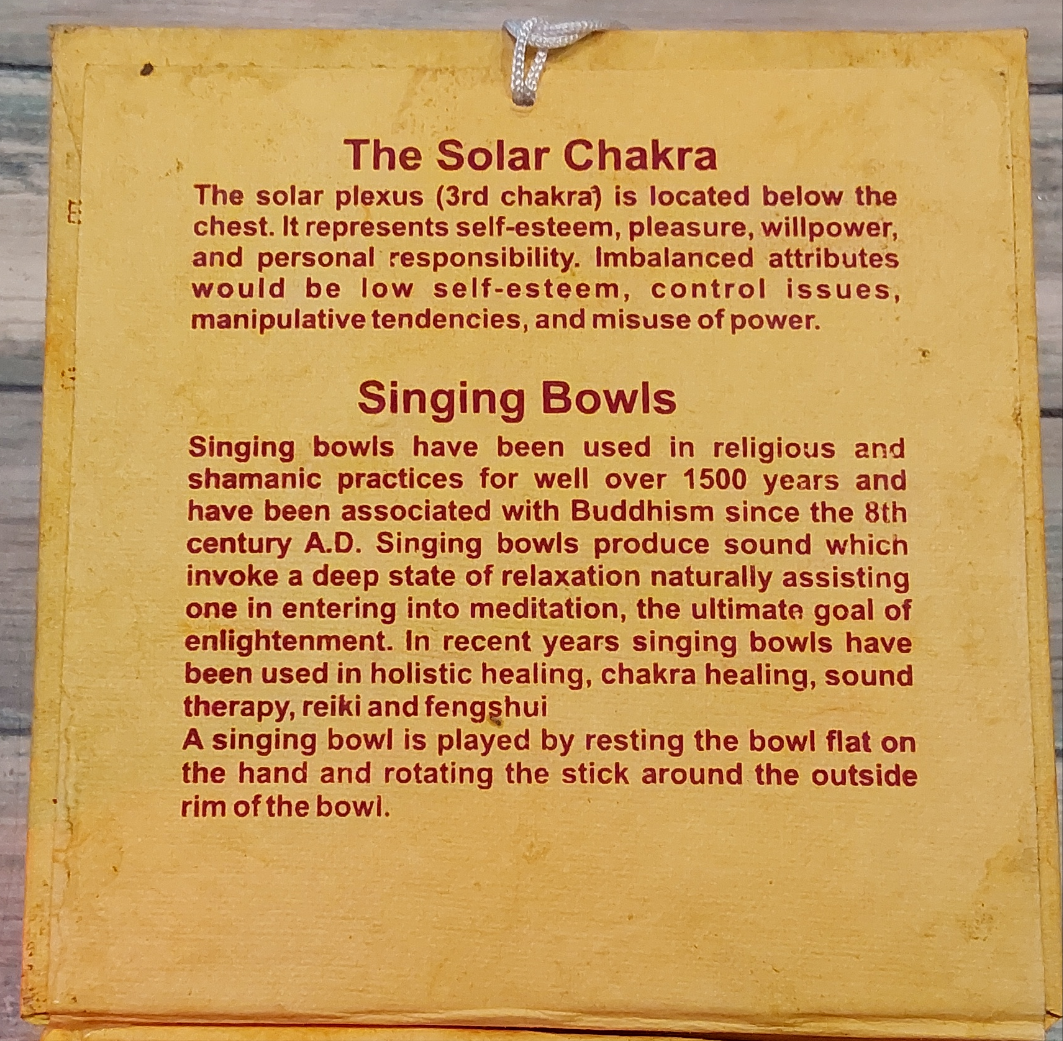 The Solar Chakra
The solar plexus (3rd chakra) is located below the
chest. It represents self-esteem, pleasure, willpower,
and personal responsibility. Imbalanced attributes
would be low self-esteem, control issues,
manipulative tendencies, and misuse of power.
Singing Bowls
Singing bowls have been used in religious and
shamanic practices for well over 1500 years and
have been associated with Buddhism since the 8th
century A.D. Singing bowls produce sound which
invoke a deep state of relaxation naturally assisting
one in entering into meditation, the ultimate goal of
enlightenment. In recent years singing bowls have
been used in holistic healing, chakra healing, sound
therapy, reiki and fengshui
A singing bowl is played by resting the bowl flat on
the hand and rotating the stick around the outside
rim of the bowl.